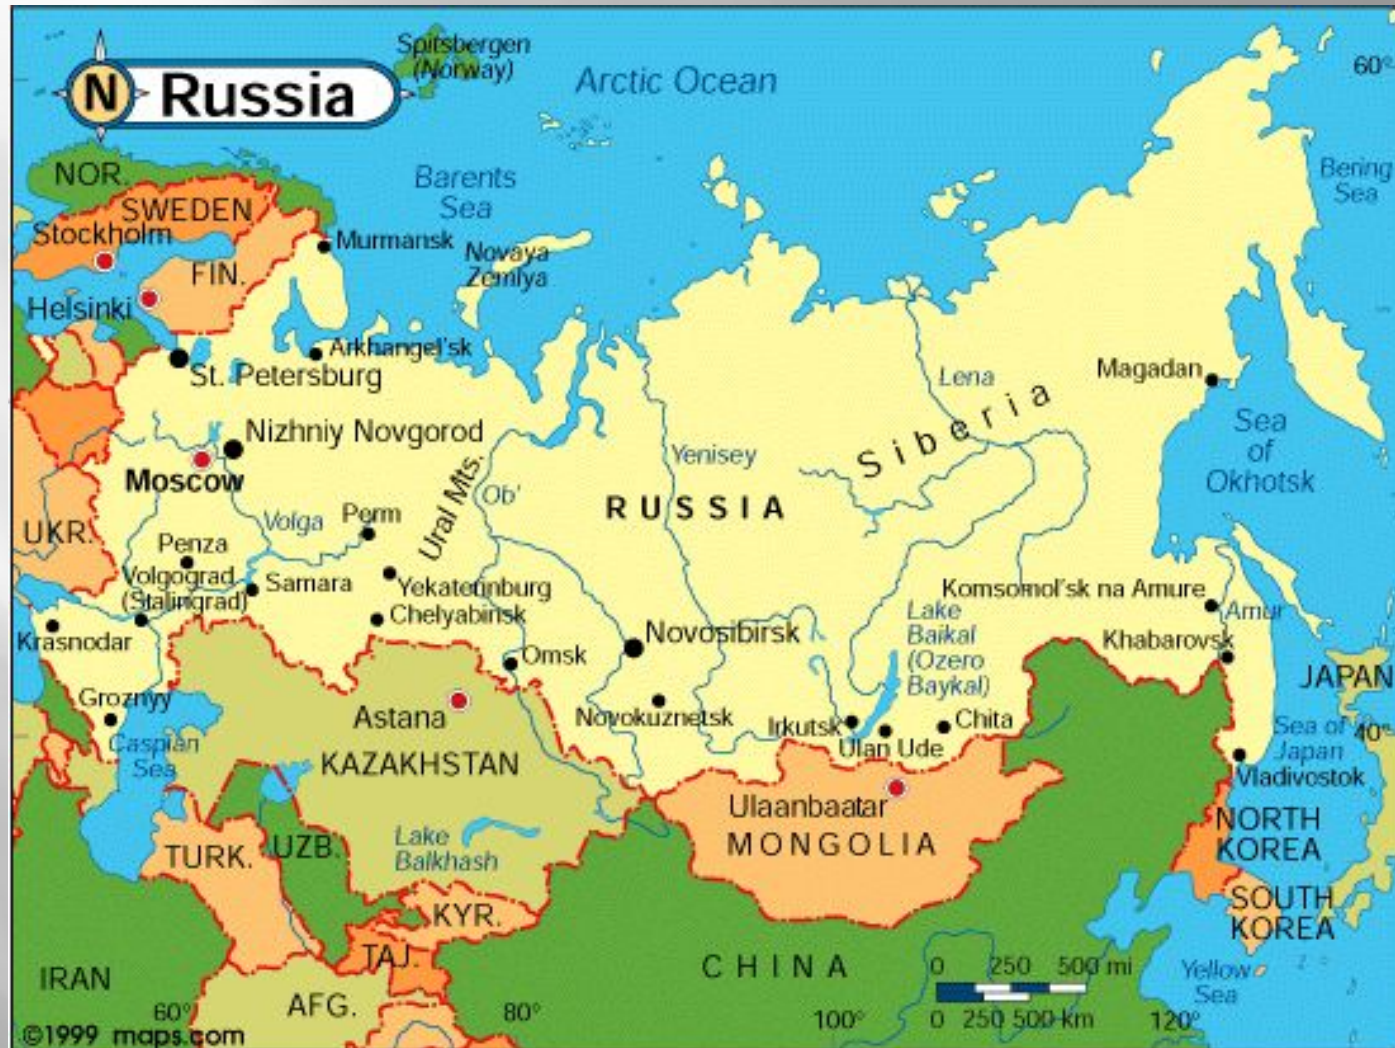 N Russia
Spitsbergen
(Norway)
Arctic Ocean
60°
NOR.
Barents
Sea
Bering
Sea
SWEDEN
Stockholm
Murmansk
Novaya
Zemlya
FIN.
Helsinki
Arkhangel'sk
St. Petersburg
Lena
Magadan
Siberia
Nizhniy Novgorod
Sea
of
Okhotsk
Moscow
Ural Mts.
Ob'
Yenisey
RUSSIA
UKR.
Volga
Perm
Penza
Volgograd
(Stalingrad)
Samara
Yekaterinburg
Chelyabinsk
Komsomol'sk na Amure
Amur
Lake
Baikal
(Ozero
Baykal)
Krasnodar
Novosibirsk
Khabarovsk
Omsk
JAPAN
Groznyy
Astana
Novokuznetsk
Irkutsk
Ulan Ude
Chita
Sea of
Japan
40°
Caspian
Sea
KAZAKHSTAN
Vladivostok
Ulaanbaatar
MONGOLIA
NORTH
KOREA
Lake
Balkhash
TURK.
UZB.
SOUTH
KOREA
KYR.
TAJ.
CHINA
0 250 500 mi
0 250 500 km
Yellow
Sea
IRAN
AFG.
60°
80°
100°
120°
©1999 maps.com